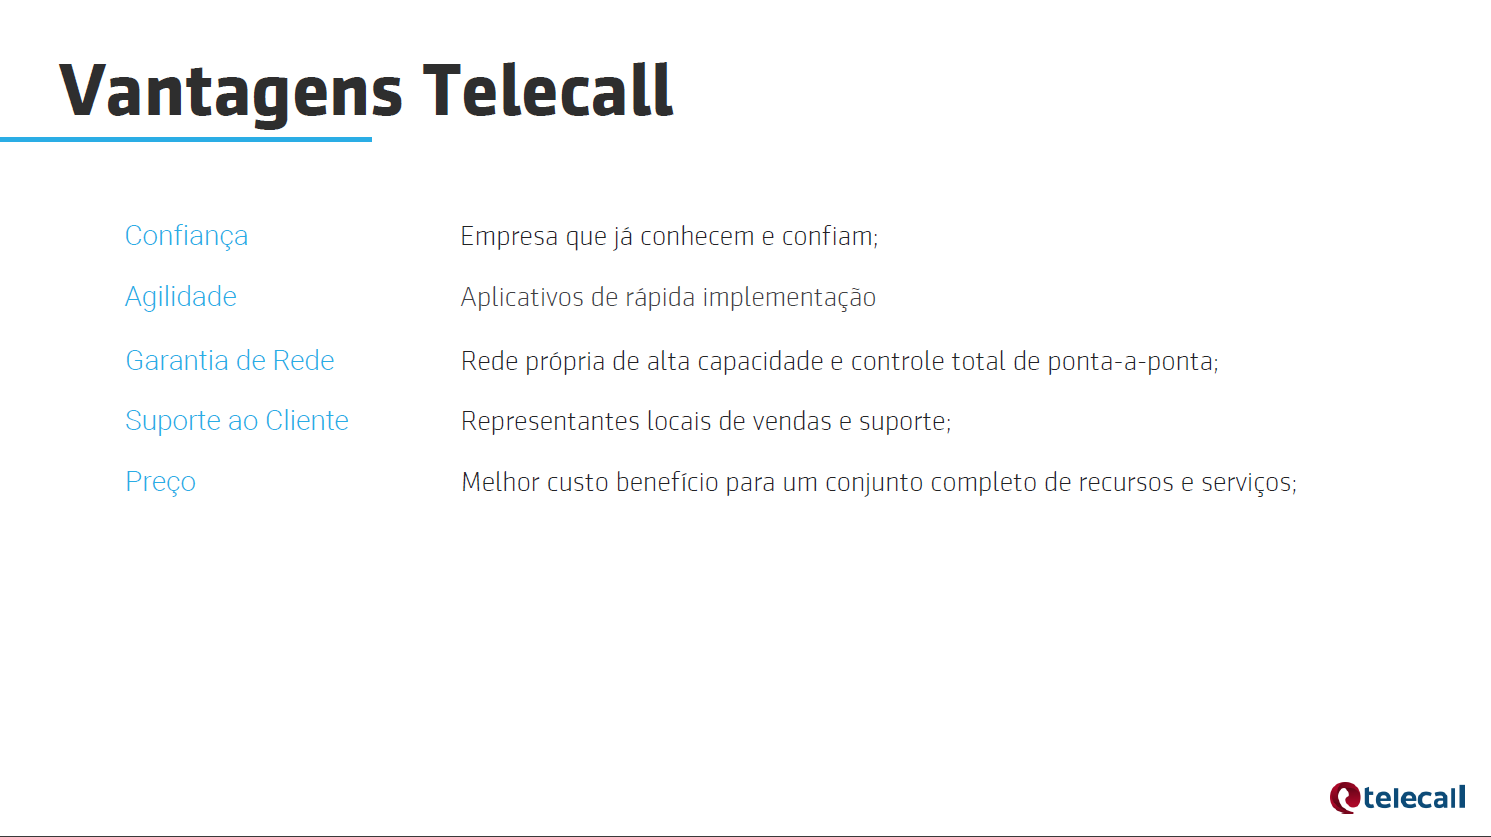 Vantagens Telecall
Confiança Empresa que já conhecem e confiam;
Agilidade Aplicativos de rápida implementação
Garantia de Rede Rede própria de alta capacidade e controle total de ponta-a-ponta;
Suporte ao Cliente Representantes locais de vendas e suporte;
Preço Melhor custo benefício para um conjunto completo de recursos e serviços;
telecall